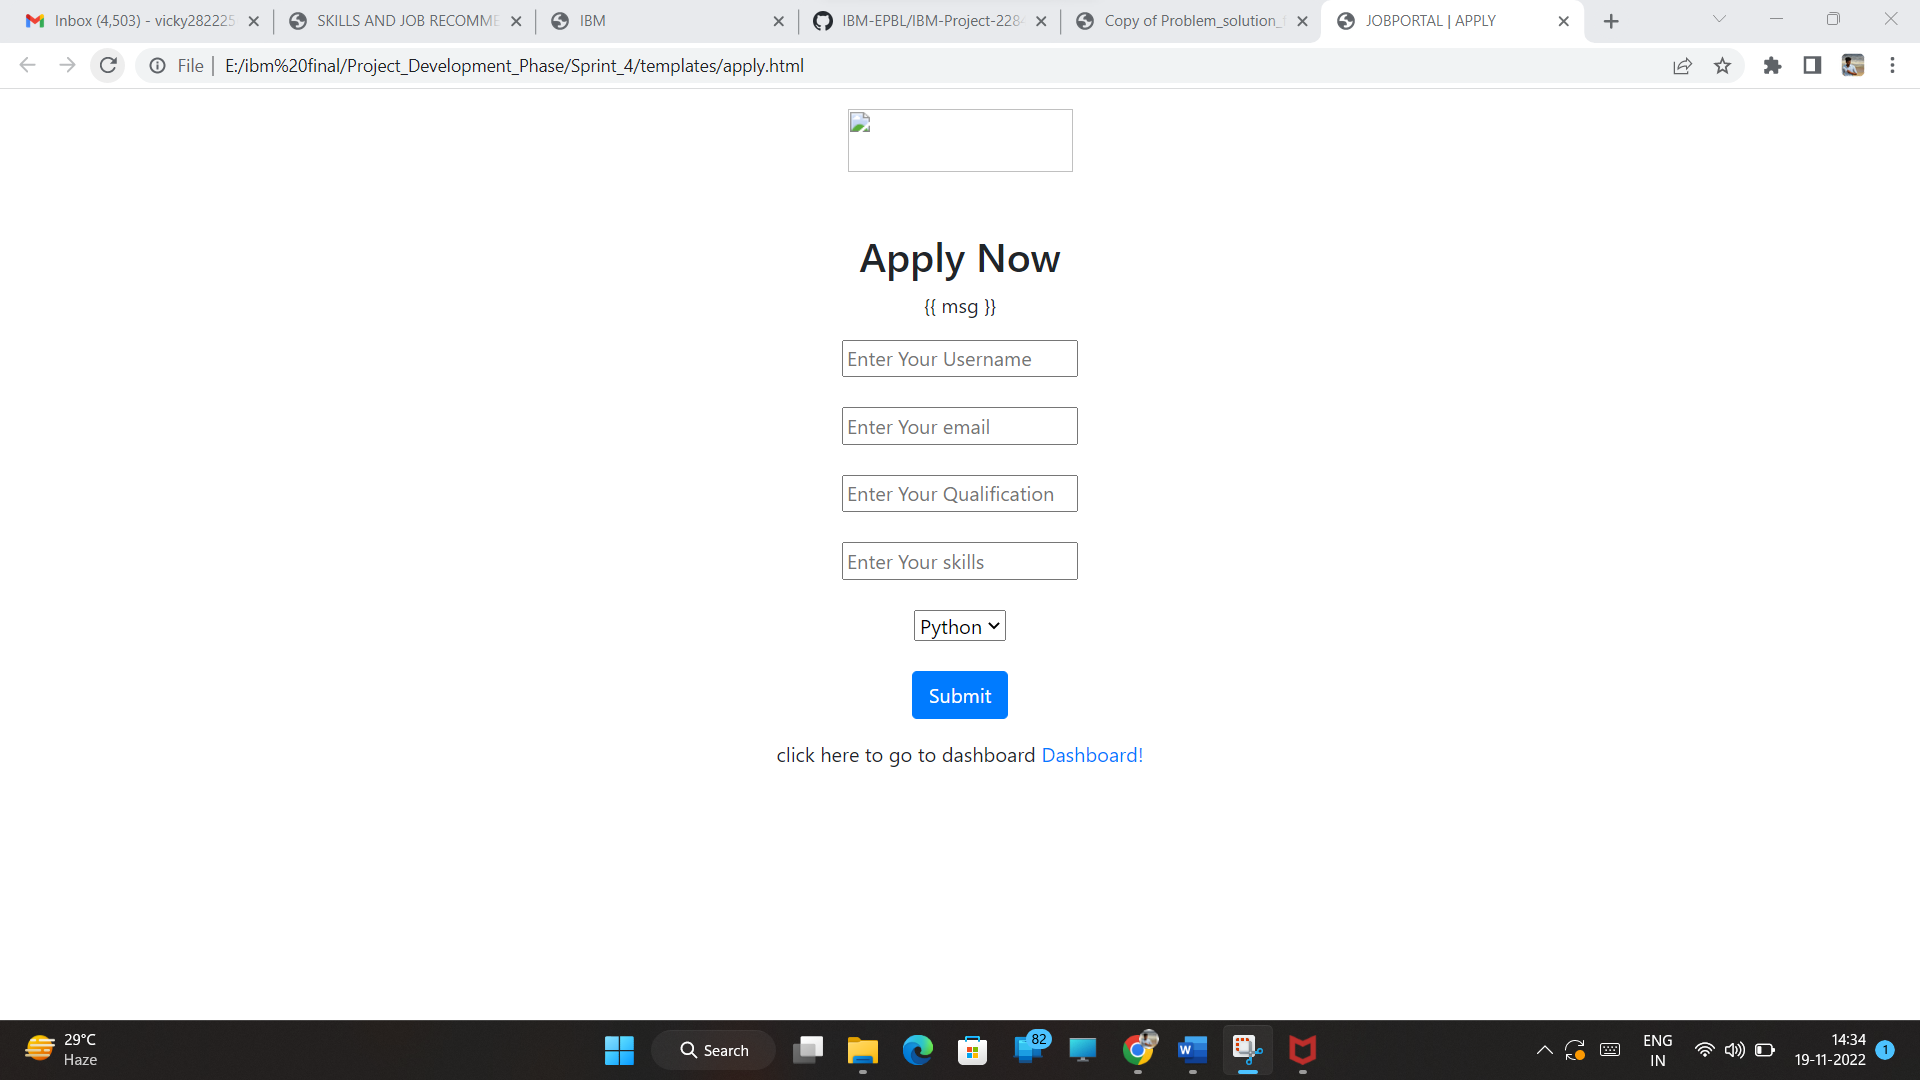 Inbox (4,503) - vicky282225
SKILLS AND JOB RECOMME
IBM
IBM-EPBL/IBM-Project-2284
Copy of Problem_solution_
JOBPORTAL | APPLY
File | E:/ibm%20final/Project_Development_Phase/Sprint_4/templates/apply.html
Apply Now
{{ msg }}
Enter Your Username
Enter Your email
Enter Your Qualification
Enter Your skills
Python
Submit
click here to go to dashboard Dashboard!
29°C
Haze
Search
82
ENG
IN
14:34
19-11-2022
1